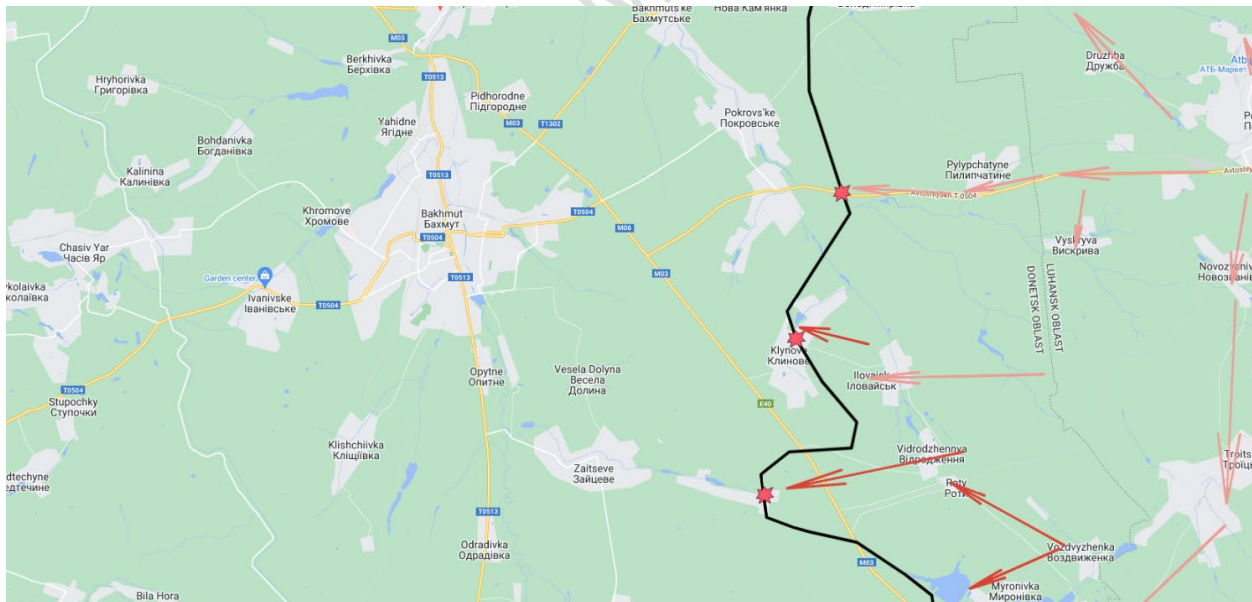 Bakhmuts'ke
Бахмутське
Нова Кам'янка
M03
Berkhivka
Берхівка
T0513
Druzhba
Дружба
Atb
АТБ-Маркет
Hryhorivka
Григорівка
Pidhorodne
Підгородне
M03
T1302
Yahidne
Ягідне
Pokrovs'ke
Покровське
Bohdanivka
Богданівка
Kalinina
Калинівка
T0513
Pylypchatyne
Пилипчатине
Avtoshlyakh T 0504
Khromove
Хромове
Bakhmut
Бахмут
T0504
T0504
M06
Chasiv Yar
Часів Яр
Vyskryva
Вискрива
Garden center
T0513
M03
Ivanivske
Іванівське
T0504
DONETSK OBLAST
LUHANSK OBLAST
Klynove
Клинове
Opytne
Опитне
Vesela Dolyna
Весела
Долина
Ilovaisk
Іловайськ
T0504
Stupochky
Ступочки
E40
Klishchiivka
Кліщіївка
Vidrodzhennya
Відродження
Zaitseve
Зайцеве
Roty
Роти
T0513
Odradivka
Одрадівка
Vozdvyzhenka
Воздвиженка
M03
Myronivka
Миронівка
Bila Hora